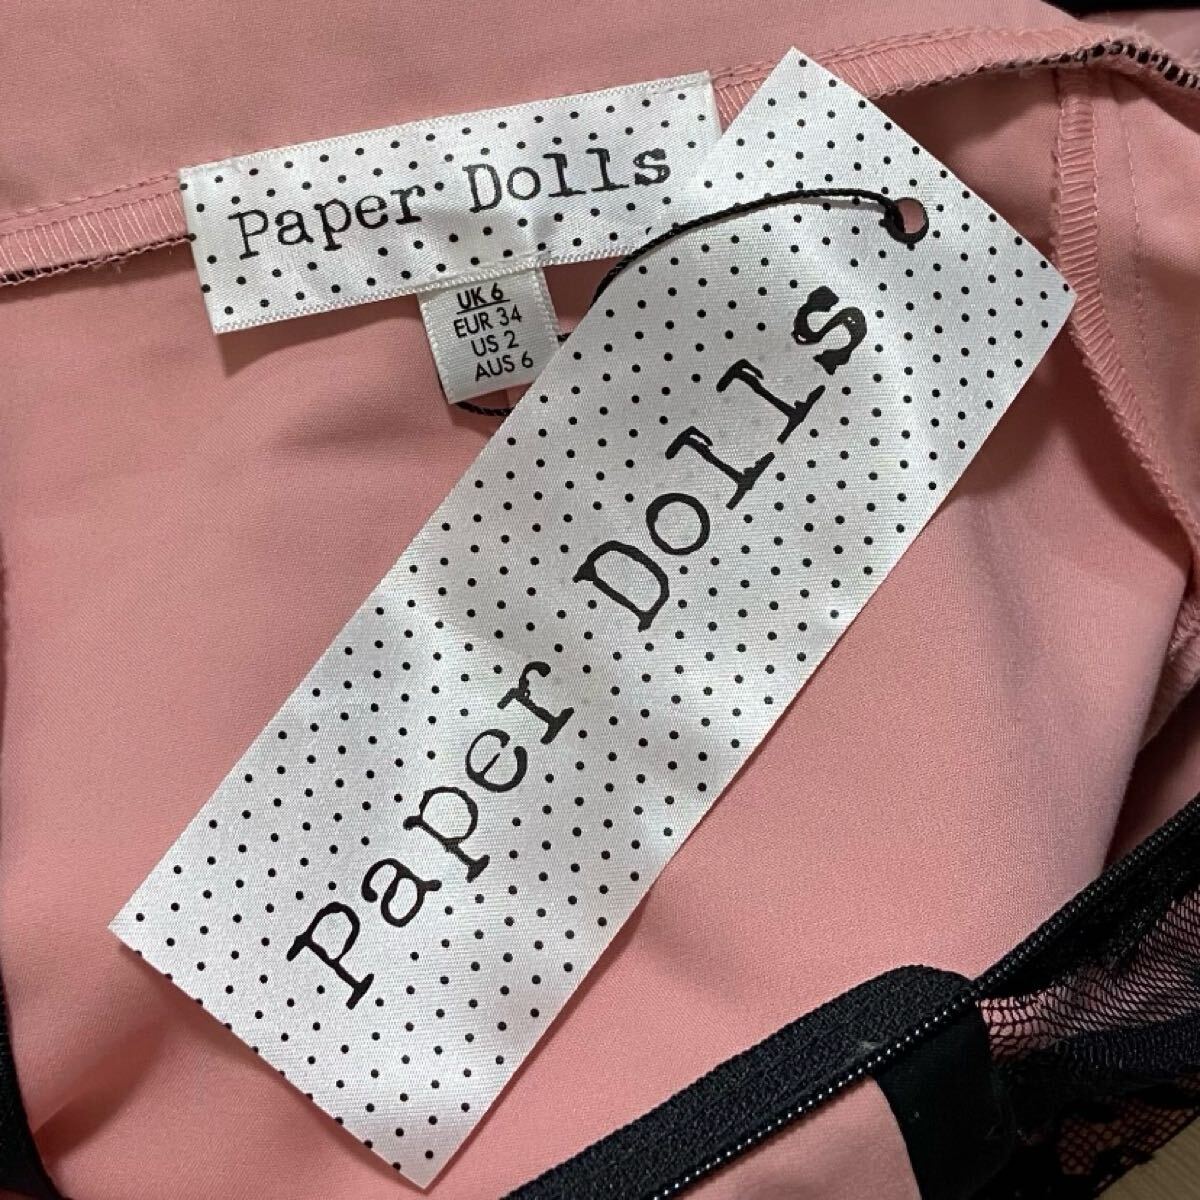 Paper Dolls
UK 6
EUR 34
US 2
AUS 6
Paper Dolls